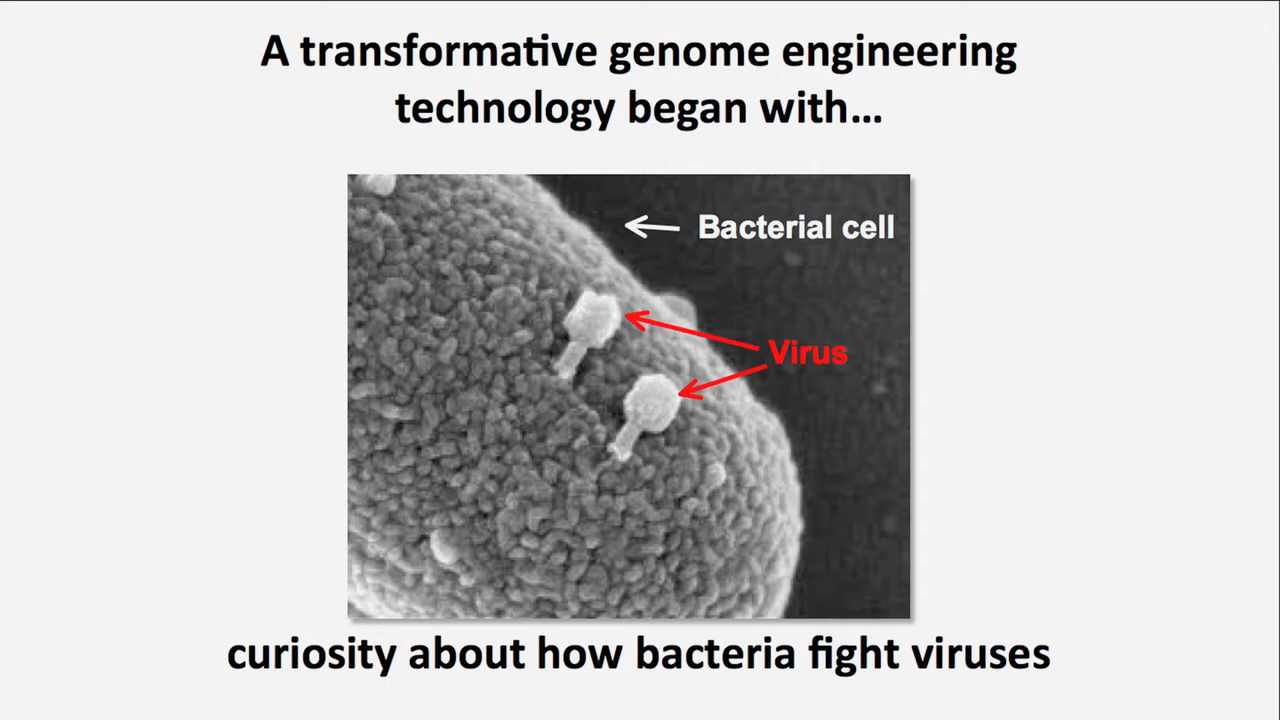 A transformative genome engineering
technology began with...
Bacterial cell
Virus
curiosity about how bacteria fight viruses